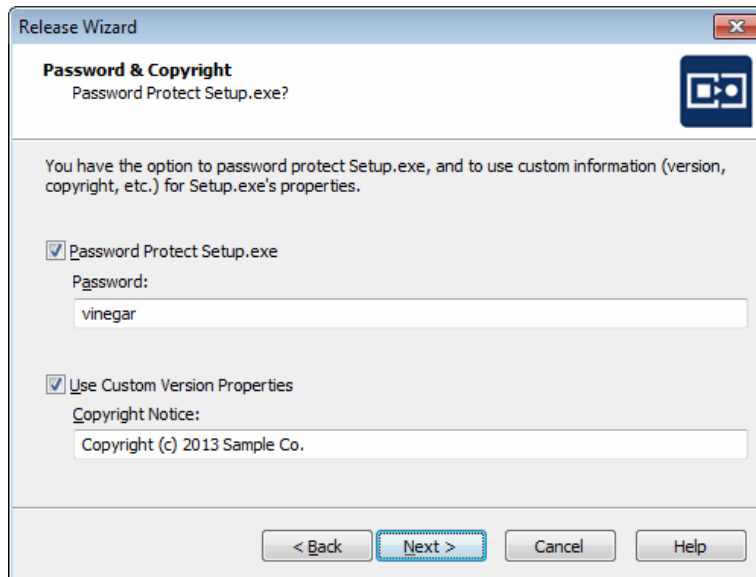 Release Wizard
Password & Copyright
Password Protect Setup.exe?
You have the option to password protect Setup.exe, and to use custom information (version,
copyright, etc.) for Setup.exe's properties.
Password Protect Setup.exe
Password:
vinegar
Use Custom Version Properties
Copyright Notice:
Copyright (c) 2013 Sample Co.
< Back Next > Cancel Help